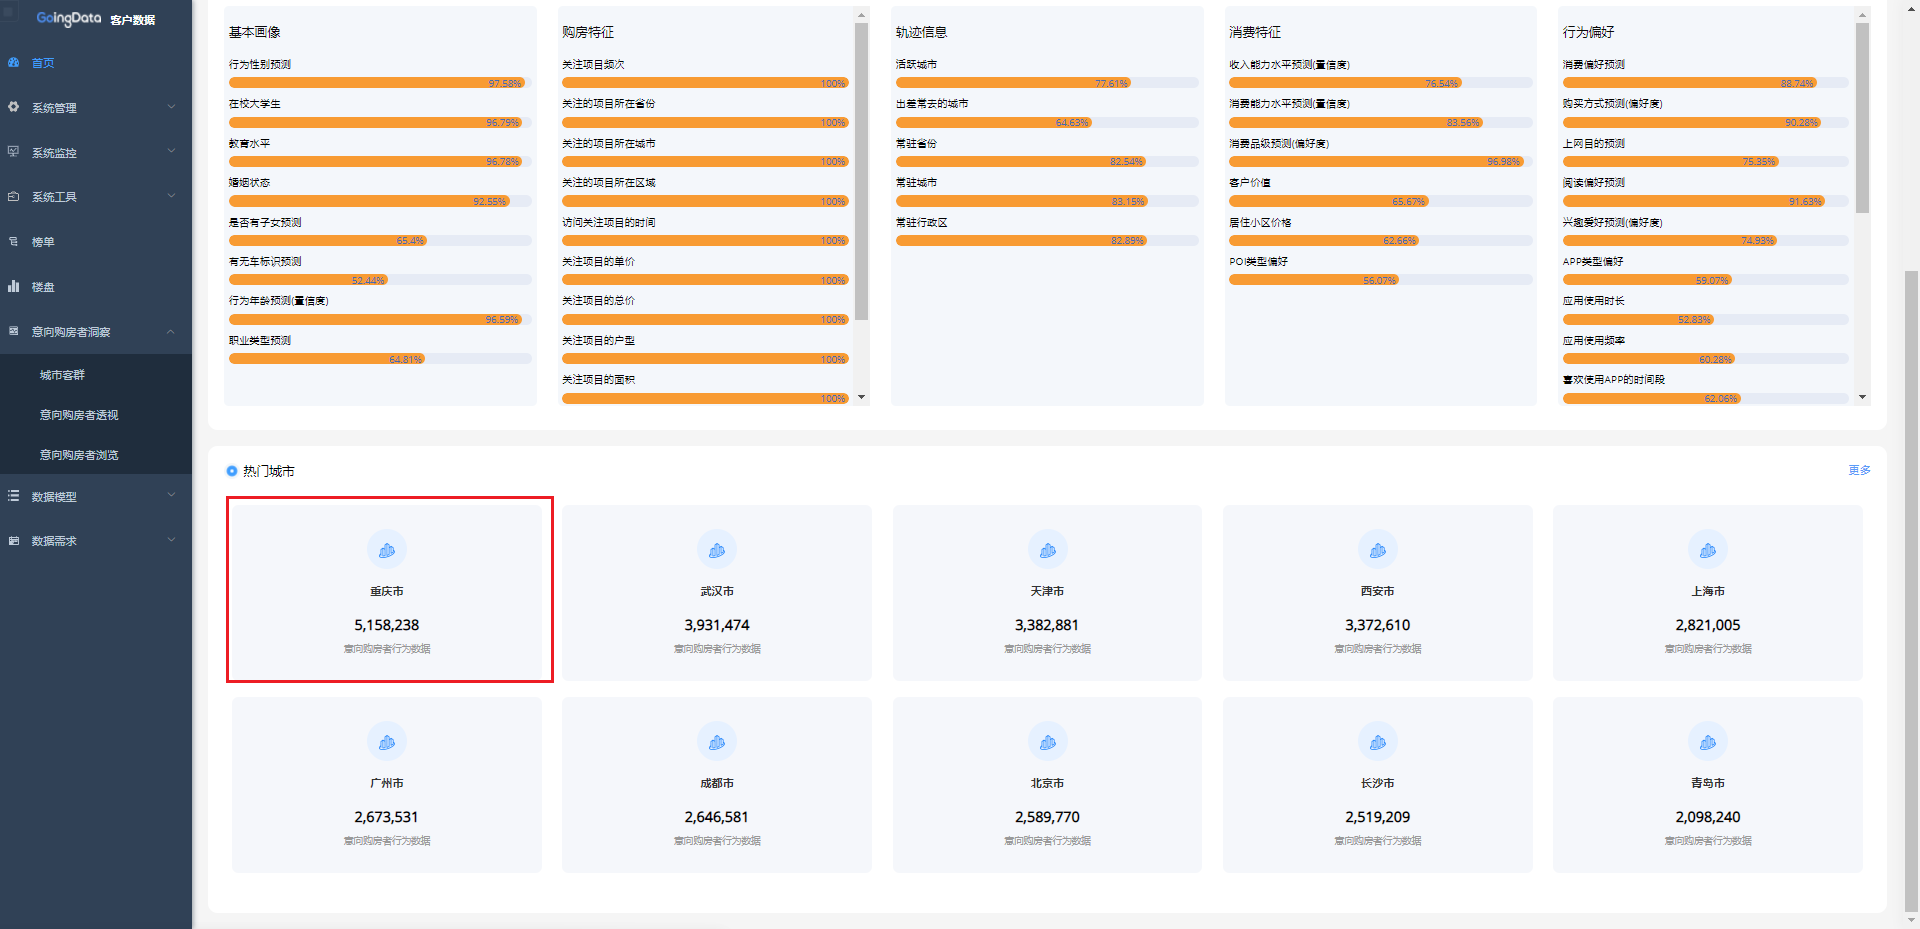 GoingData 客户数据
首页
系统管理
系统监控
系统工具
榜单
楼盘
意向购房者洞察
城市客群
意向购房者透视
意向购房者浏览
数据模型
数据需求
基本画像
行为性别预测
97.58%
在校大学生
96.79%
教育水平
96.78%
婚姻状态
92.55%
是否有子女预测
65.4%
有无车标识预测
52.44%
行为年龄预测(置信度)
96.59%
职业类型预测
64.81%
购房特征
关注项目频次
100%
关注的项目所在省份
100%
关注的项目所在城市
100%
关注的项目所在区域
100%
访问关注项目的时间
100%
关注项目的单价
100%
关注项目的总价
100%
关注项目的户型
100%
关注项目的面积
100%
轨迹信息
活跃城市
77.61%
出差常去的城市
64.63%
常驻省份
82.54%
常驻城市
83.15%
常驻行政区
82.89%
消费特征
收入能力水平预测(置信度)
76.54%
消费能力水平预测(置信度)
83.56%
消费品级预测(偏好度)
96.98%
客户价值
65.67%
居住小区价格
62.66%
POI类型偏好
56.07%
行为偏好
消费偏好预测
88.74%
购买方式预测(偏好度)
90.28%
上网目的预测
75.35%
阅读偏好预测
91.63%
兴趣爱好预测(偏好度)
74.93%
APP类型偏好
59.07%
应用使用时长
52.83%
应用使用频率
60.28%
喜欢使用APP的时间段
62.06%
热门城市
更多
重庆市
5,158,238
意向购房者行为数据
武汉市
3,931,474
意向购房者行为数据
天津市
3,382,881
意向购房者行为数据
西安市
3,372,610
意向购房者行为数据
上海市
2,821,005
意向购房者行为数据
广州市
2,673,531
意向购房者行为数据
成都市
2,646,581
意向购房者行为数据
北京市
2,589,770
意向购房者行为数据
长沙市
2,519,209
意向购房者行为数据
青岛市
2,098,240
意向购房者行为数据